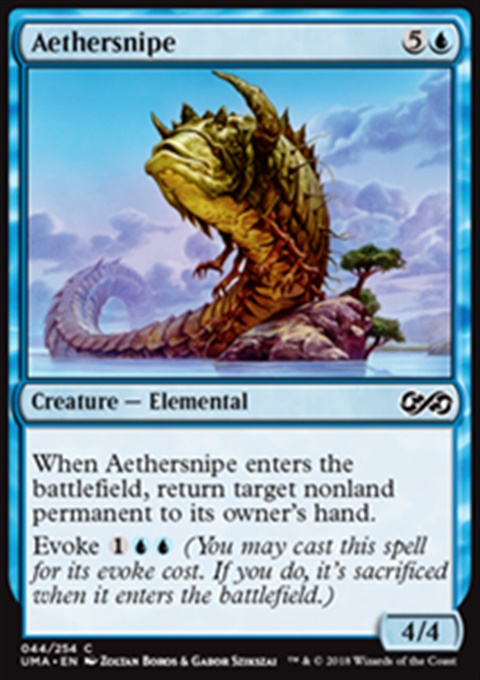 Aethersnipe 5
Creature — Elemental
When Aethersnipe enters the
battlefield, return target nonland
permanent to its owner's hand.
Evoke 1 (You may cast this spell
for its evoke cost. If you do, it's sacrificed
when it enters the battlefield.)
4/4
044/254 C
UMA • EN Zoltan Boros & Gabor Szikszai ™ & © 2018 Wizards of the Coast